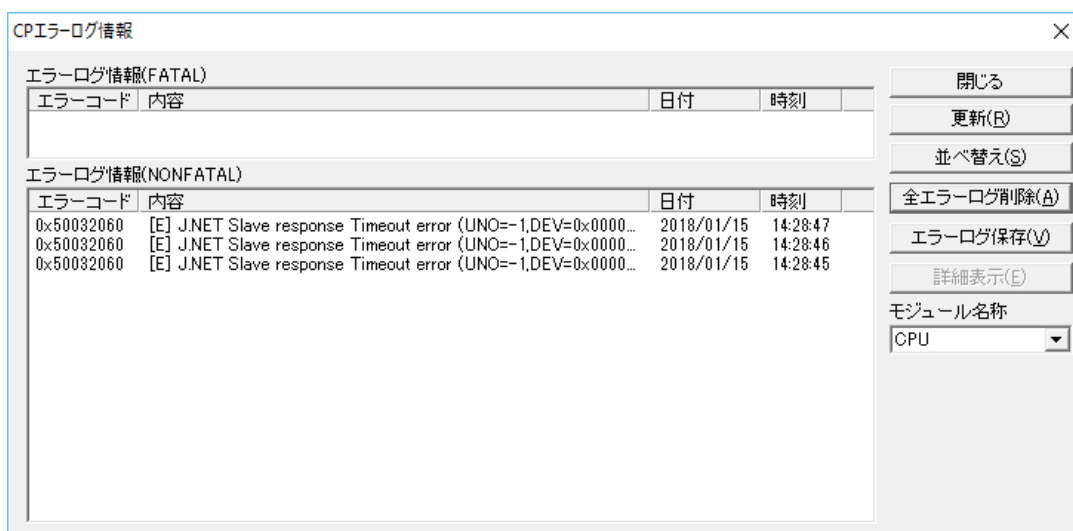 CPエラーログ情報
エラーログ情報(FATAL)
エラーコード 内容 日付 時刻
エラーログ情報(NONFATAL)
エラーコード 内容 日付 時刻
0x50032060 [E] J.NET Slave response Timeout error (UNO=-1,DEV=0x0000... 2018/01/15 14:28:47
0x50032060 [E] J.NET Slave response Timeout error (UNO=-1,DEV=0x0000... 2018/01/15 14:28:46
0x50032060 [E] J.NET Slave response Timeout error (UNO=-1,DEV=0x0000... 2018/01/15 14:28:45
閉じる
更新(R)
並べ替え(S)
全エラーログ削除(A)
エラーログ保存(V)
詳細表示(E)
モジュール名称
CPU